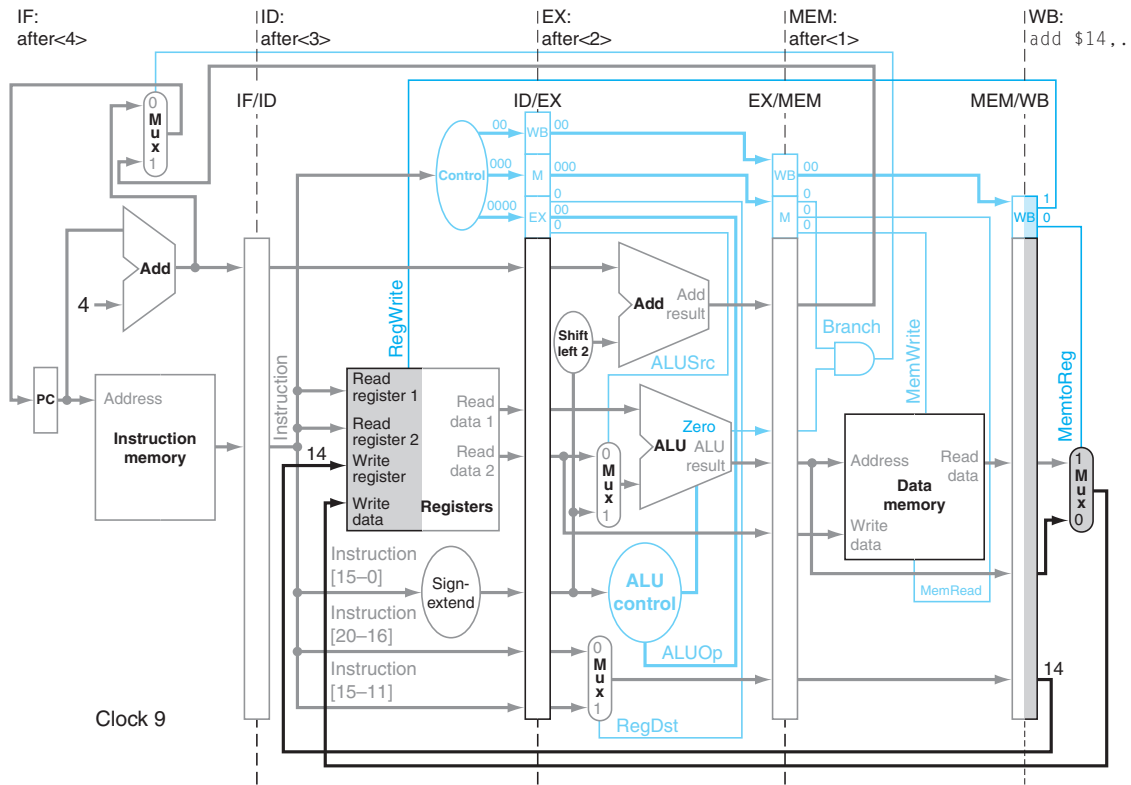 IF:
after<4>
ID:
after<3>
EX:
after<2>
MEM:
after<1>
WB:
add $14,.
IF/ID
ID/EX
EX/MEM
MEM/WB
0
Mux
1
Control
00
000
0000
WB
M
EX
00
000
0
00
0
WB
M
00
0
0
0
WB
1
0
Add
4
RegWrite
Shift
left 2
Add
Add
result
ALUSrc
Branch
MemWrite
MemtoReg
PC
Address
Instruction
memory
Instruction
Read
register 1
Read
register 2
Write
register
Write
data
Read
data 1
Read
data 2
Registers
14
0
Mux
1
Zero
ALU
ALU
result
Address
Read
data
Data
memory
Write
data
MemRead
1
Mux
0
Instruction
[15–0]
Sign-
extend
ALU
control
Instruction
[20–16]
ALUOp
Instruction
[15–11]
0
Mux
1
RegDst
14
Clock 9